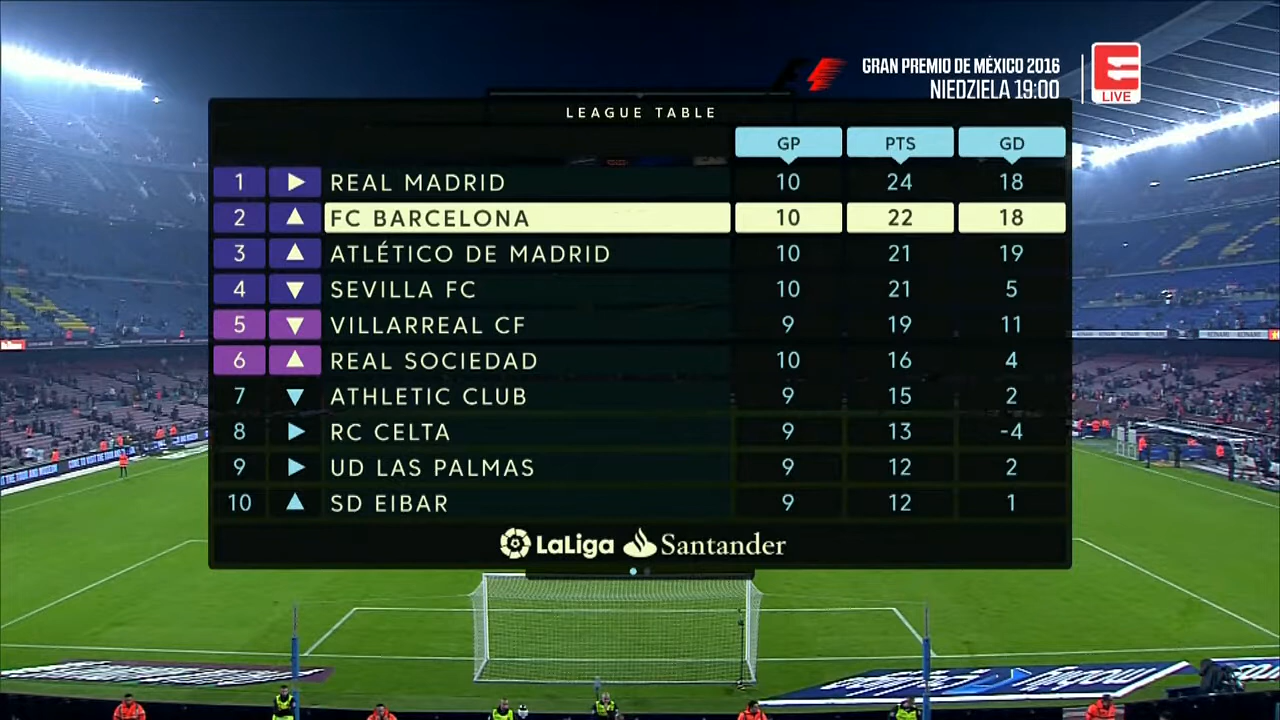 GRAN PREMIO DE MÉXICO 2016
NIEDZIELA 19:00
LIVE
LEAGUE TABLE
GP PTS GD
1 REAL MADRID 10 24 18
2 FC BARCELONA 10 22 18
3 ATLÉTICO DE MADRID 10 21 19
4 SEVILLA FC 10 21 5
5 VILLARREAL CF 9 19 11
6 REAL SOCIEDAD 10 16 4
7 ATHLETIC CLUB 9 15 2
8 RC CELTA 9 13 -4
9 UD LAS PALMAS 9 12 2
10 SD EIBAR 9 12 1
LaLiga Santander